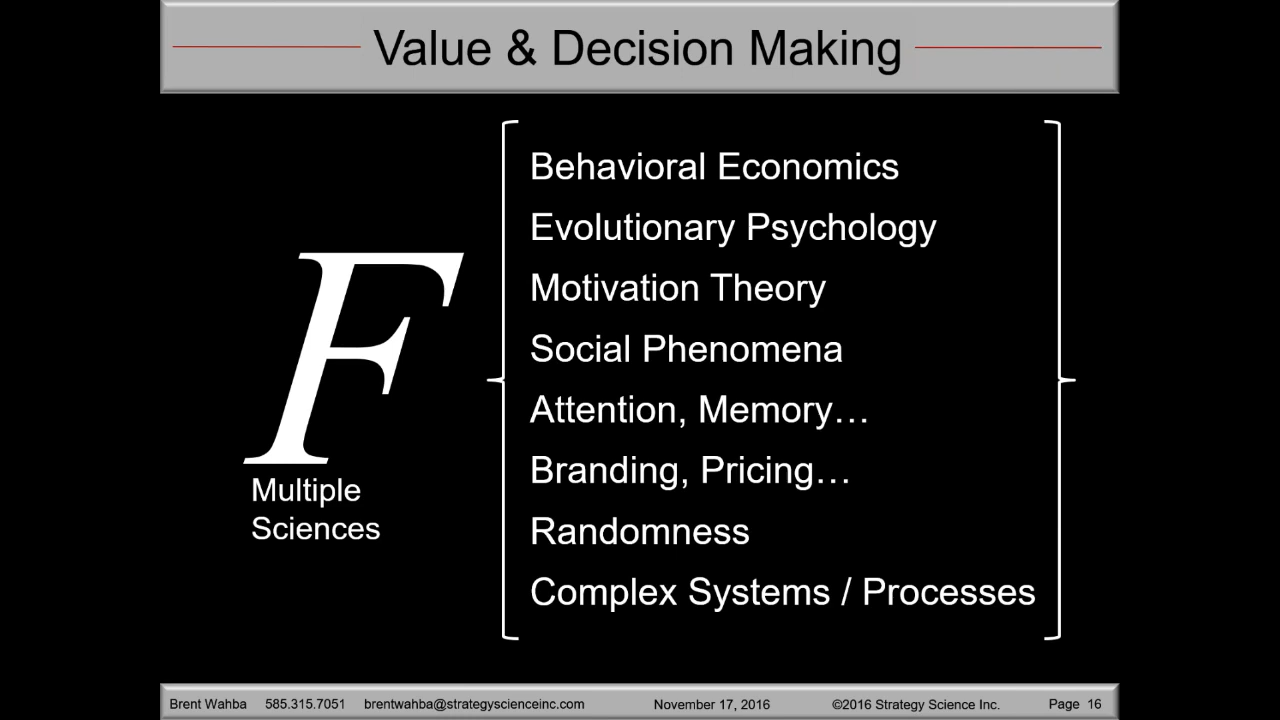 Value & Decision Making
F
Multiple
Sciences
Behavioral Economics
Evolutionary Psychology
Motivation Theory
Social Phenomena
Attention, Memory…
Branding, Pricing…
Randomness
Complex Systems / Processes
Brent Wahba 585.315.7051 brentwahba@strategyscienceinc.com November 17, 2016 ©2016 Strategy Science Inc. Page 16